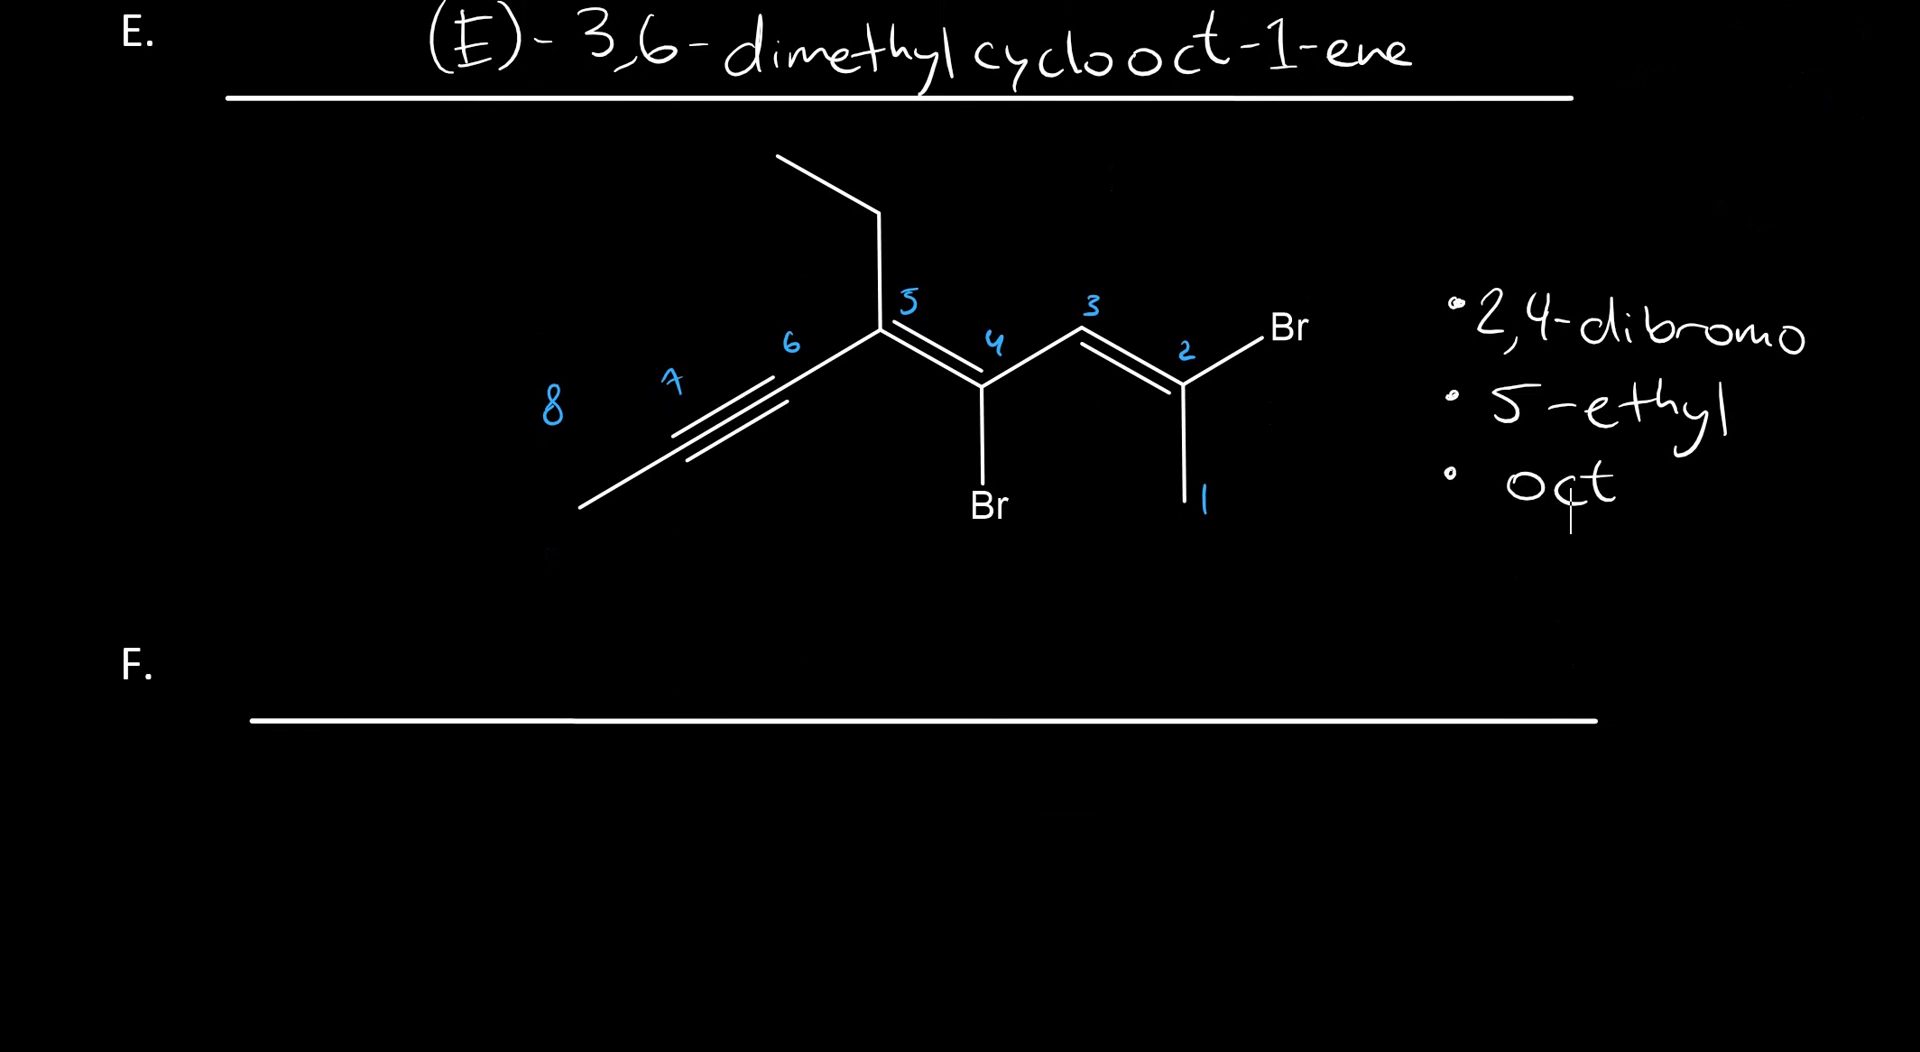 E. (E)-3,6-dimethylcyclooct-1-ene
5
3
Br
6
4
2
7
8
1
Br
• 2,4-dibromo
• 5-ethyl
• oct
F.